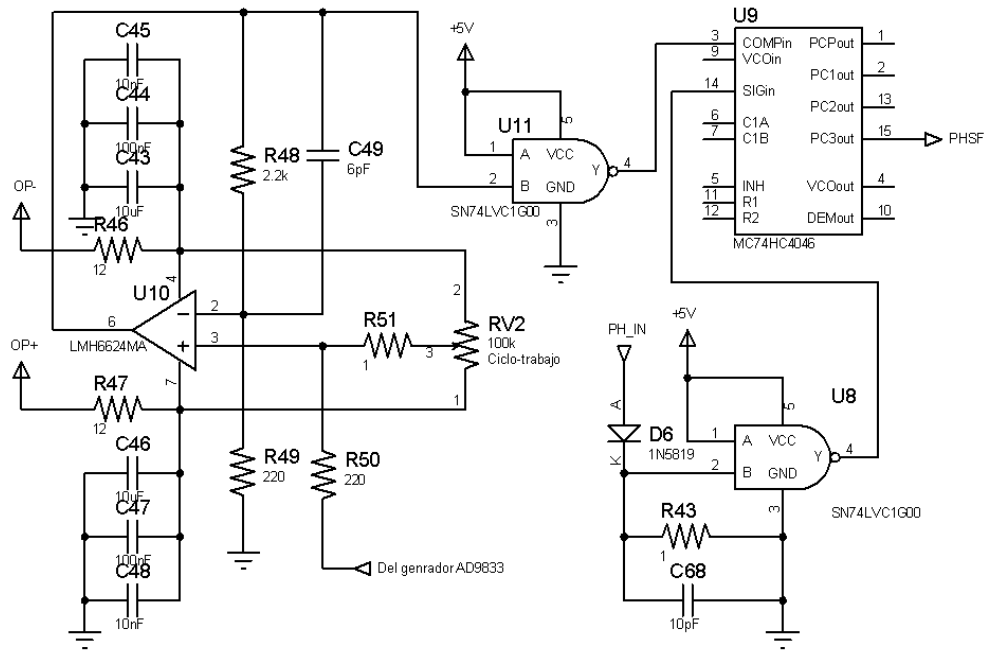 C45
10nF
C44
100nF
C43
10uF
OP-
R46
12
4
U10
6
2
3
LMH6624MA
7
OP+
R47
12
C46
10uF
C47
100nF
C48
10nF
R48
2.2k
C49
6pF
R49
220
R50
220
R51
1
2
3
1
RV2
100k
Ciclo-trabajo
Del genrador AD9833
+5V
U11
5
1
2
A
B
VCC
GND
Y
4
3
SN74LVC1G00
U9
3
9
14
6
7
5
11
12
COMPin
VCOin
SIGin
C1A
C1B
INH
R1
R2
PCPout
PC1out
PC2out
PC3out
VCOout
DEMout
1
2
13
15
4
10
PHSF
MC74HC4046
PH_IN
A
D6
1N5819
K
+5V
U8
5
1
2
A
B
VCC
GND
Y
4
3
SN74LVC1G00
R43
1
C68
10pF